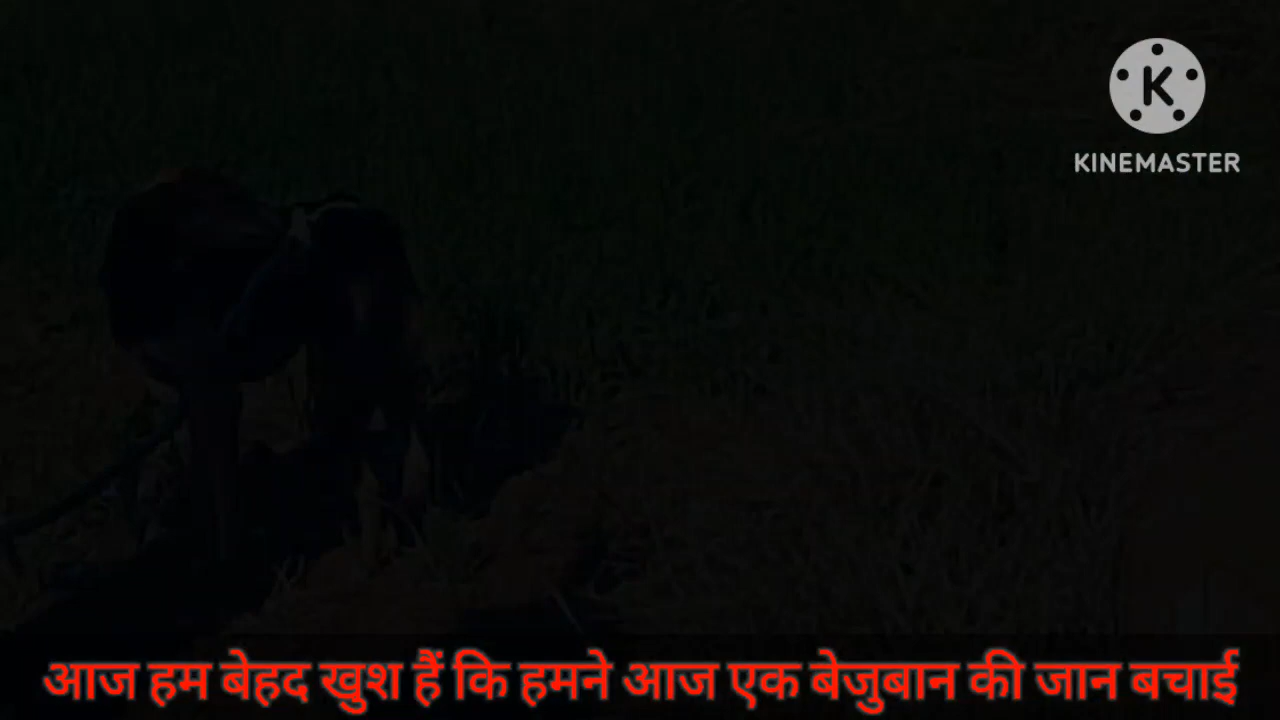 K
KINEMASTER
आज हम बेहद खुश हैं कि हमने आज एक बेजुबान की जान बचाई